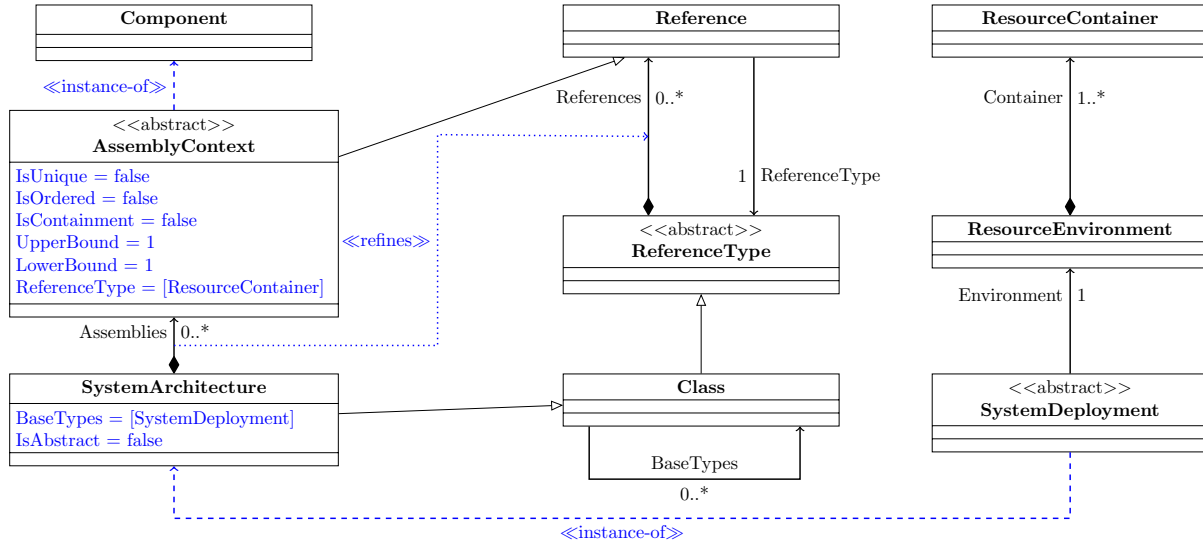 Component
Reference
ResourceContainer
≪instance-of≫
References
0..*
Container
1..*
<<abstract>>
AssemblyContext
IsUnique = false
IsOrdered = false
IsContainment = false
UpperBound = 1
LowerBound = 1
ReferenceType = [ResourceContainer]
1
ReferenceType
≪refines≫
<<abstract>>
ReferenceType
ResourceEnvironment
Environment
1
Assemblies
0..*
SystemArchitecture
BaseTypes = [SystemDeployment]
IsAbstract = false
Class
<<abstract>>
SystemDeployment
BaseTypes
0..*
≪instance-of≫